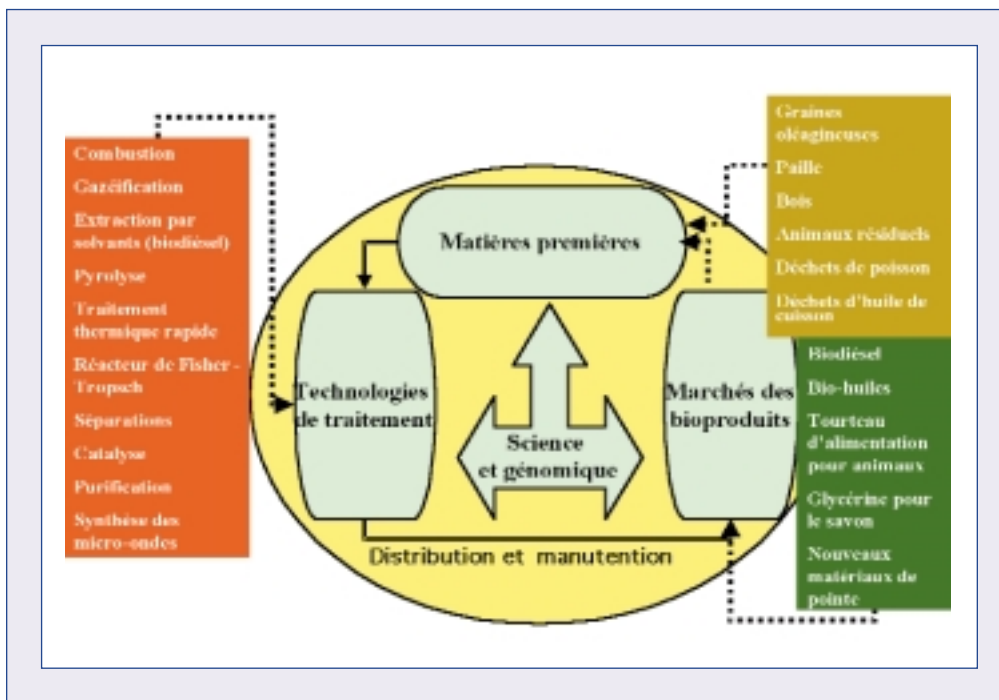 Combustion
Gazéification
Extraction par
solvants (biodiésel)
Pyrolyse
Traitement
thermique rapide
Réacteur de Fisher -
Tropsch
Séparations
Catalyse
Purification
Synthèse des
micro-ondes
Matières premières
Technologies
de traitement
Science
et génomique
Marchés des
bioproduits
Distribution et manutention
Graines
oléagineuses
Paille
Bois
Animaux résiduels
Déchets de poisson
Déchets d'huile de
cuisson
Biodiésel
Bio-huiles
Tourteau
d'alimentation
pour animaux
Glycérine pour
le savon
Nouveaux
matériaux de
pointe